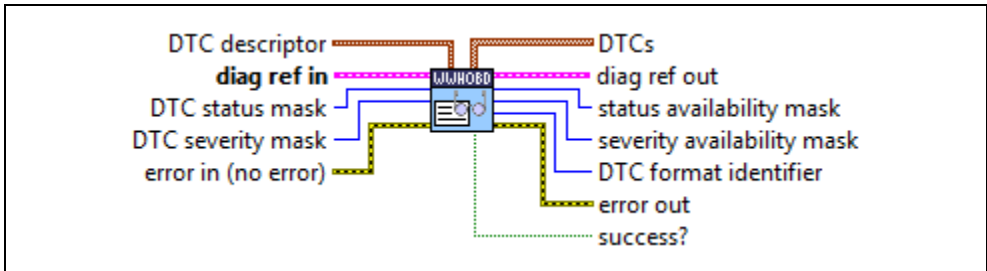 DTC descriptor
DTCs
WWHOBD
diag ref in
diag ref out
DTC status mask
status availability mask
DTC severity mask
severity availability mask
error in (no error)
DTC format identifier
error out
success?